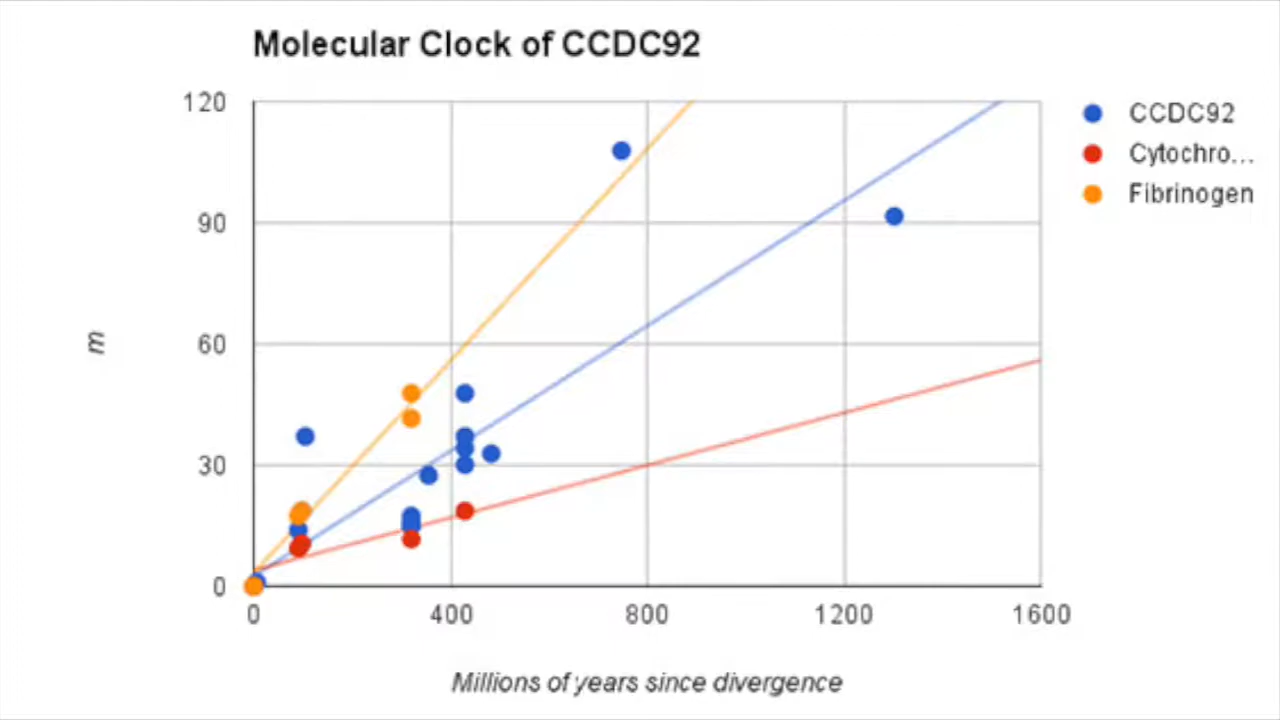 Molecular Clock of CCDC92
120
90
60
30
0
m
0 400 800 1200 1600
Millions of years since divergence
CCDC92
Cytochro...
Fibrinogen